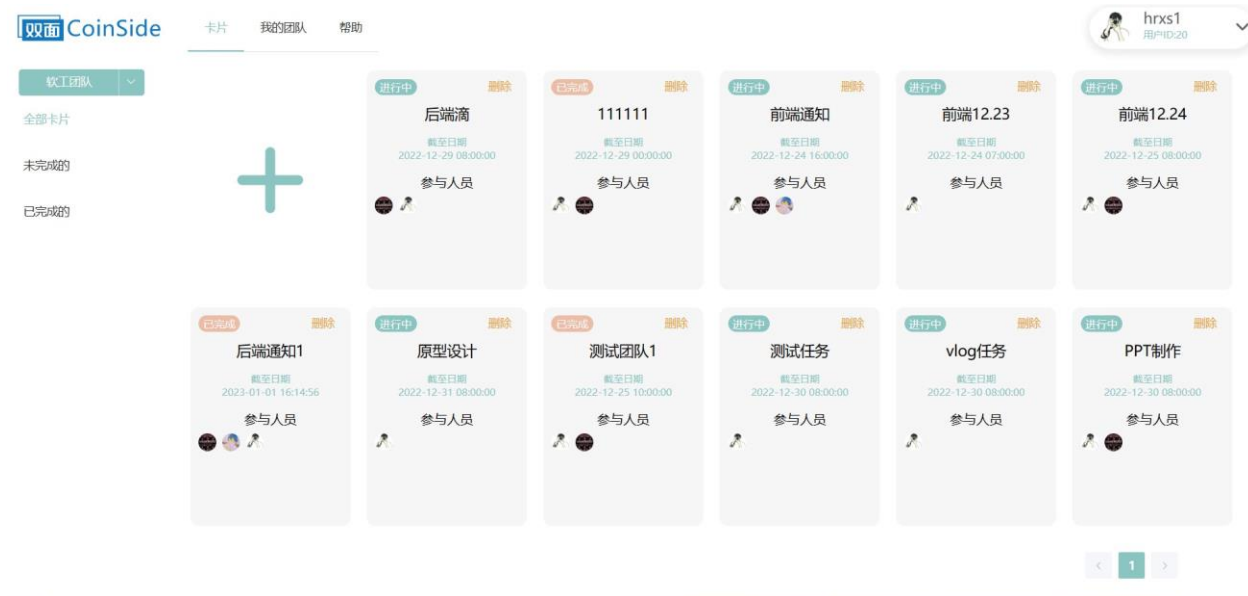 双面 CoinSide
卡片 我的团队 帮助
hrxs1
用户ID:20
软工团队
全部卡片
未完成的
已完成的
进行中 删除
后端滴
截至日期
2022-12-29 08:00:00
参与人员
已完成 删除
111111
截至日期
2022-12-29 00:00:00
参与人员
进行中 删除
前端通知
截至日期
2022-12-24 16:00:00
参与人员
进行中 删除
前端12.23
截至日期
2022-12-24 07:00:00
参与人员
进行中 删除
前端12.24
截至日期
2022-12-25 08:00:00
参与人员
已完成 删除
后端通知1
截至日期
2023-01-01 16:14:56
参与人员
进行中 删除
原型设计
截至日期
2022-12-31 08:00:00
参与人员
已完成 删除
测试团队1
截至日期
2022-12-25 10:00:00
参与人员
进行中 删除
测试任务
截至日期
2022-12-30 08:00:00
参与人员
进行中 删除
vlog任务
截至日期
2022-12-30 08:00:00
参与人员
进行中 删除
PPT制作
截至日期
2022-12-30 08:00:00
参与人员
< 1 >